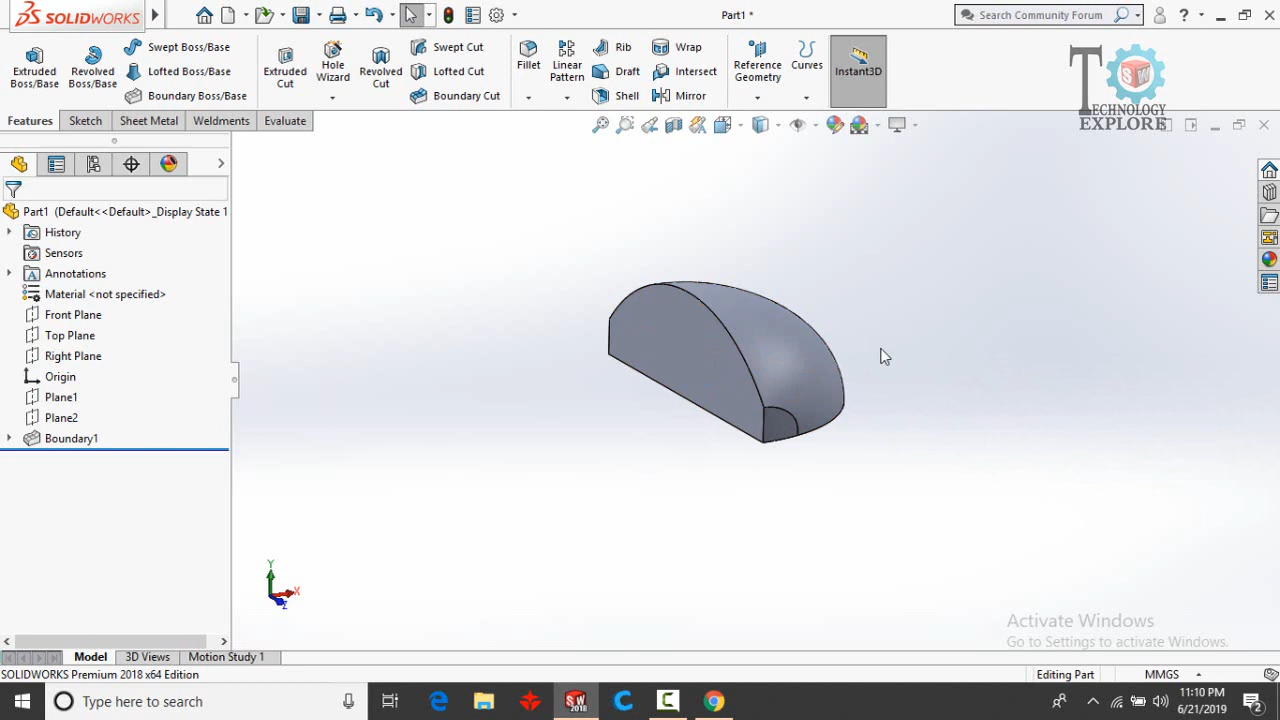 SOLIDWORKS
Part1 *
Search Community Forum
?
Extruded Boss/Base
Revolved Boss/Base
Swept Boss/Base
Lofted Boss/Base
Boundary Boss/Base
Extruded Cut
Hole Wizard
Revolved Cut
Swept Cut
Lofted Cut
Boundary Cut
Fillet
Linear Pattern
Rib
Draft
Shell
Wrap
Intersect
Mirror
Reference Geometry
Curves
Instant3D
TECHNOLOGY
EXPLORE
Features
Sketch
Sheet Metal
Weldments
Evaluate
Part1 (Default<<Default>_Display State 1
History
Sensors
Annotations
Material <not specified>
Front Plane
Top Plane
Right Plane
Origin
Plane1
Plane2
Boundary1
Y
X
Z
Activate Windows
Go to Settings to activate Windows.
Model
3D Views
Motion Study 1
SOLIDWORKS Premium 2018 x64 Edition
Editing Part
MMGS
Type here to search
SW
2018
11:10 PM
6/21/2019
2